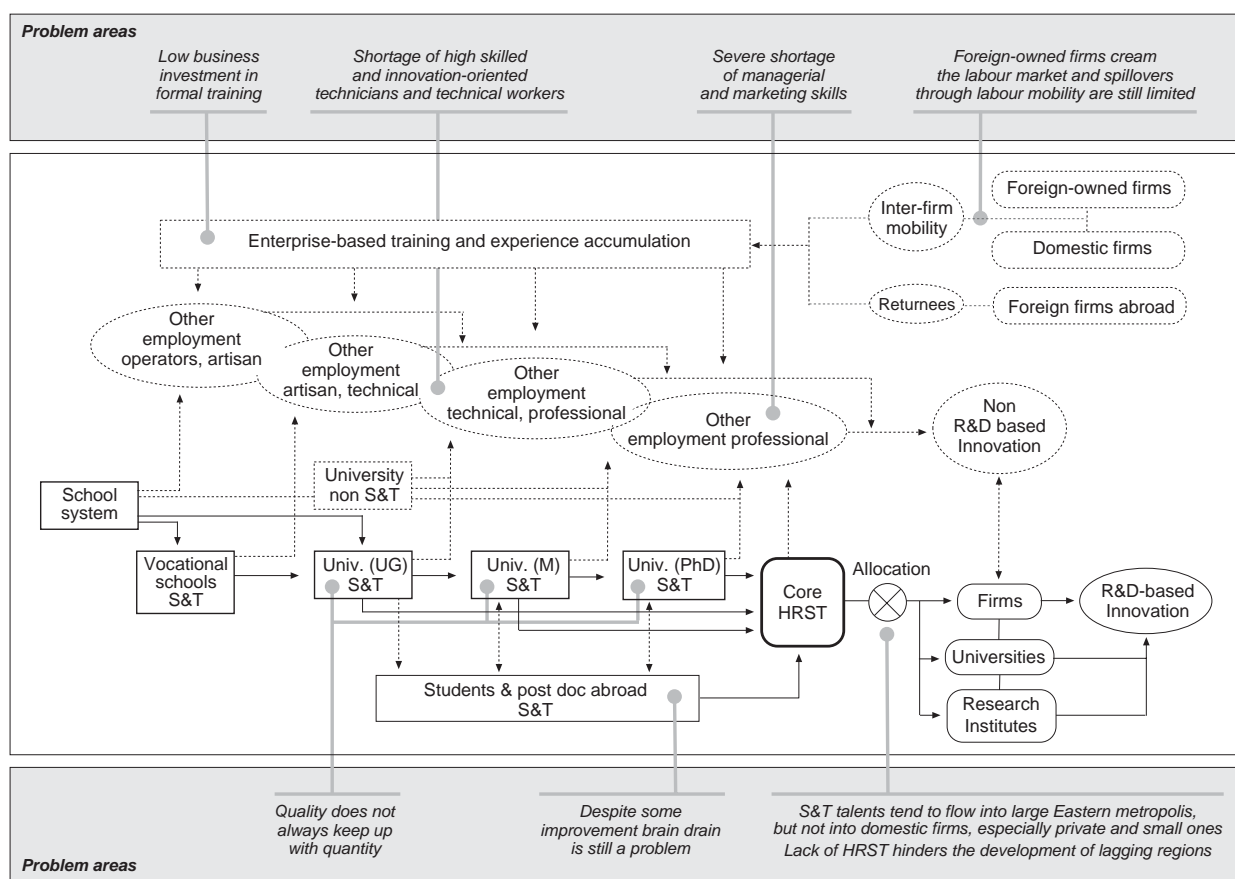 Problem areas
Low business
investment in
formal training
Shortage of high skilled
and innovation-oriented
technicians and technical workers
Severe shortage
of managerial
and marketing skills
Foreign-owned firms cream
the labour market and spillovers
through labour mobility are still limited
Foreign-owned firms
Inter-firm
mobility
Enterprise-based training and experience accumulation
Domestic firms
Returnees
Foreign firms abroad
Other
employment
operators, artisan
Other
employment
artisan, technical
Other
employment
technical, professional
Other
employment professional
Non
R&D based
Innovation
University
non S&T
School
system
Vocational
schools
S&T
Univ. (UG)
S&T
Univ. (M)
S&T
Univ. (PhD)
S&T
Core
HRST
Allocation
Firms
R&D-based
Innovation
Universities
Research
Institutes
Students & post doc abroad
S&T
Quality does not
always keep up
with quantity
Despite some
improvement brain drain
is still a problem
S&T talents tend to flow into large Eastern metropolis,
but not into domestic firms, especially private and small ones
Lack of HRST hinders the development of lagging regions
Problem areas